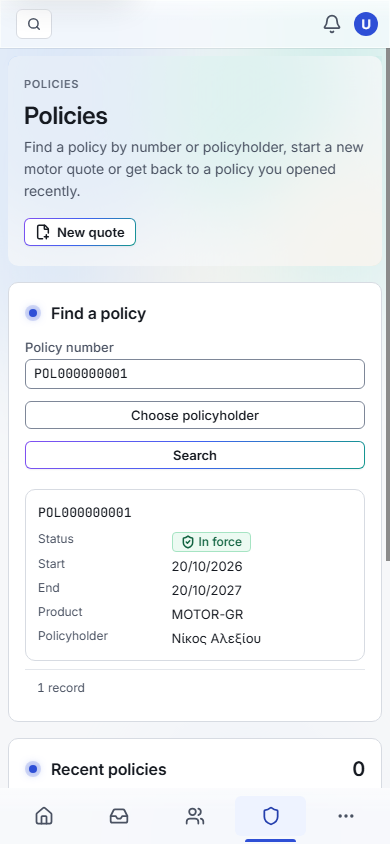 U
POLICIES
Policies
Find a policy by number or policyholder, start a new
motor quote or get back to a policy you opened
recently.
New quote
Find a policy
Policy number
POL000000001
Choose policyholder
Search
POL000000001
Status In force
Start 20/10/2026
End 20/10/2027
Product MOTOR-GR
Policyholder Νίκος Αλεξίου
1 record
Recent policies 0